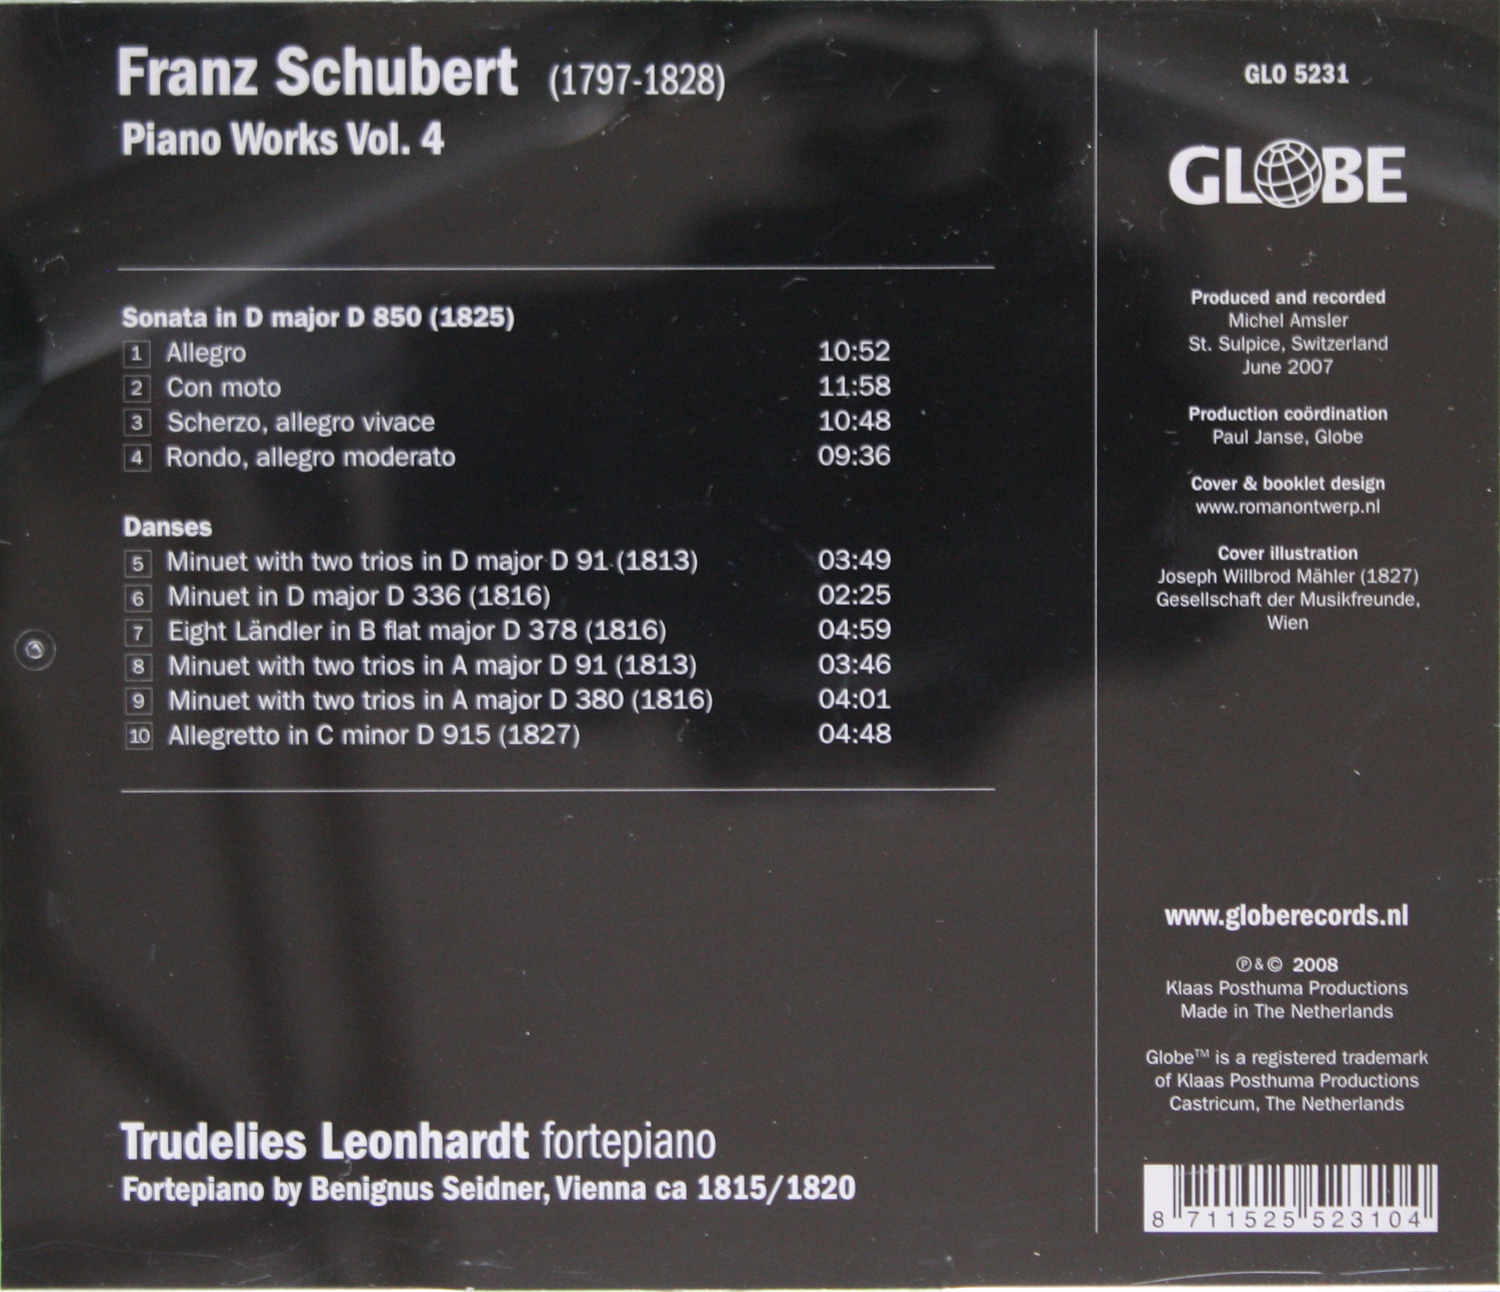 Franz Schubert (1797-1828)
Piano Works Vol. 4
Sonata in D major D 850 (1825)
1 Allegro 10:52
2 Con moto 11:58
3 Scherzo, allegro vivace 10:48
4 Rondo, allegro moderato 09:36
Danses
5 Minuet with two trios in D major D 91 (1813) 03:49
6 Minuet in D major D 336 (1816) 02:25
7 Eight Ländler in B flat major D 378 (1816) 04:59
8 Minuet with two trios in A major D 91 (1813) 03:46
9 Minuet with two trios in A major D 380 (1816) 04:01
10 Allegretto in C minor D 915 (1827) 04:48
Trudelies Leonhardt fortepiano
Fortepiano by Benignus Seidner, Vienna ca 1815/1820
GLO 5231
GLOBE
Produced and recorded
Michel Amsler
St. Sulpice, Switzerland
June 2007
Production coördination
Paul Janse, Globe
Cover & booklet design
www.romanontwerp.nl
Cover illustration
Joseph Willbrod Mähler (1827)
Gesellschaft der Musikfreunde,
Wien
www.globerecords.nl
℗ & © 2008
Klaas Posthuma Productions
Made in The Netherlands
Globe™ is a registered trademark
of Klaas Posthuma Productions
Castricum, The Netherlands
8 711525 523104